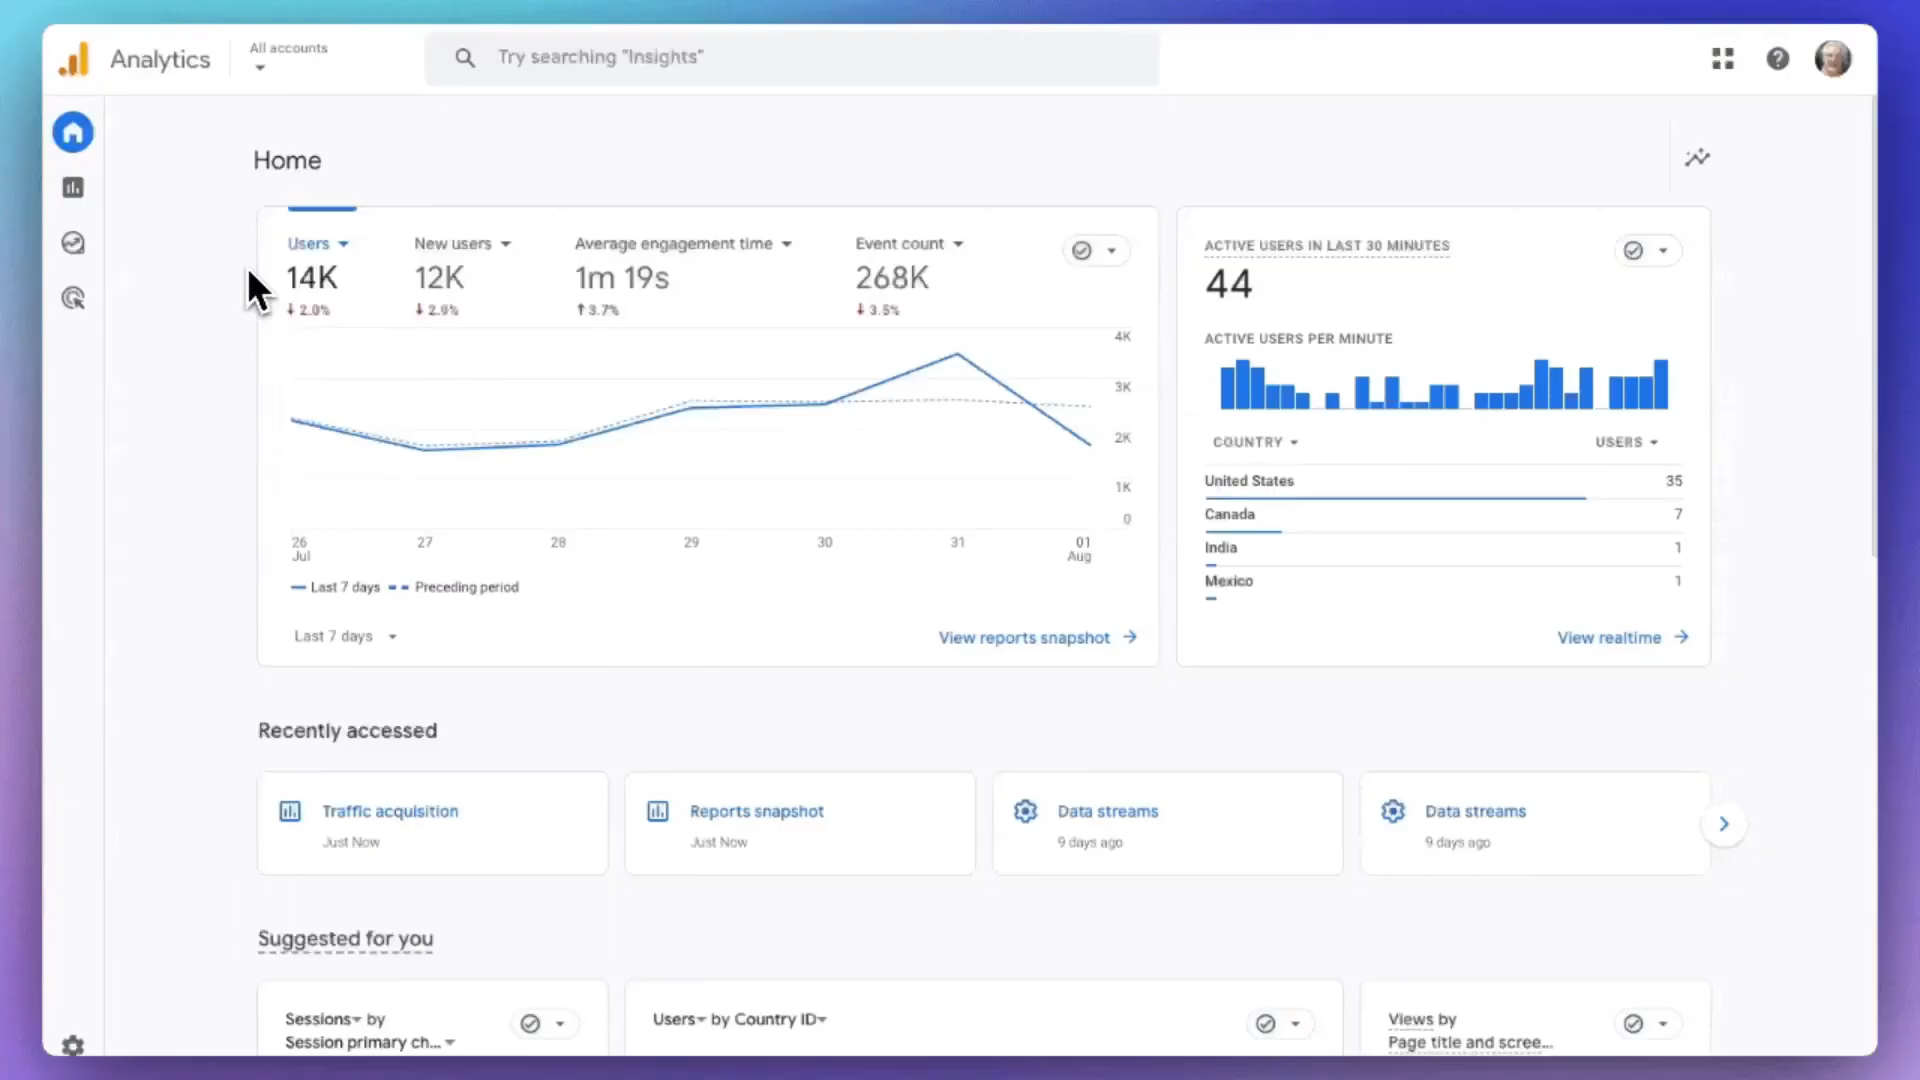 Analytics
All accounts
Try searching "Insights"
Home
Users
New users
Average engagement time
Event count
14K
12K
1m 19s
268K
2.0%
2.9%
3.7%
3.5%
4K
3K
2K
1K
0
26 Jul
27
28
29
30
31
01 Aug
Last 7 days
Preceding period
Last 7 days
View reports snapshot
ACTIVE USERS IN LAST 30 MINUTES
44
ACTIVE USERS PER MINUTE
COUNTRY
USERS
United States 35
Canada 7
India 1
Mexico 1
View realtime
Recently accessed
Traffic acquisition
Just Now
Reports snapshot
Just Now
Data streams
9 days ago
Data streams
9 days ago
Suggested for you
Sessions by
Session primary ch...
Users by Country ID
Views by
Page title and scree...